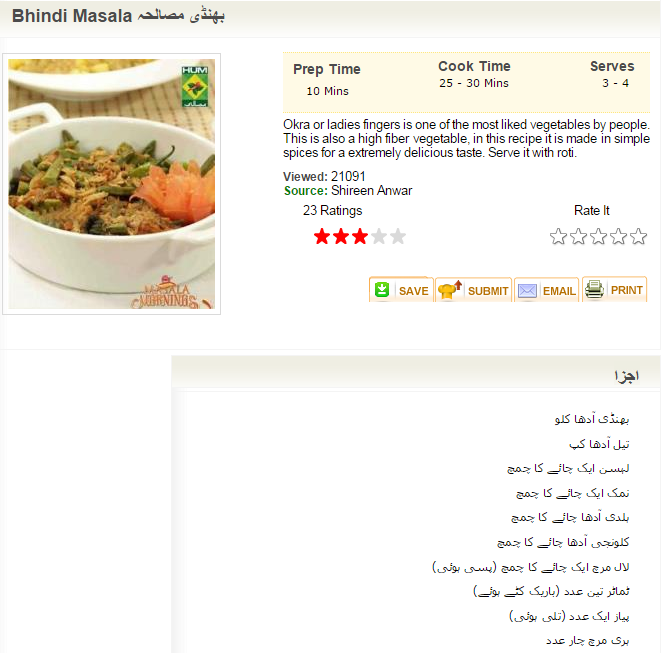 Bhindi Masala بھنڈی مصالحہ
HUM
مصالحہ
MASALA
MORNINGS
Prep Time
10 Mins
Cook Time
25 - 30 Mins
Serves
3 - 4
Okra or ladies fingers is one of the most liked vegetables by people.
This is also a high fiber vegetable, in this recipe it is made in simple
spices for a extremely delicious taste. Serve it with roti.
Viewed: 21091
Source: Shireen Anwar
23 Ratings
Rate It
SAVE
SUBMIT
EMAIL
PRINT
اجزا
بھنڈی آدھا کلو
تیل آدھا کپ
لہسن ایک چائے کا چمچ
نمک ایک چائے کا چمچ
ہلدی آدھا چائے کا چمچ
کلونجی آدھا چائے کا چمچ
لال مرچ ایک چائے کا چمچ (پسی ہوئی)
ٹماٹر تین عدد (باریک کٹے ہوئے)
پیاز ایک عدد (تلی ہوئی)
ہری مرچ چار عدد